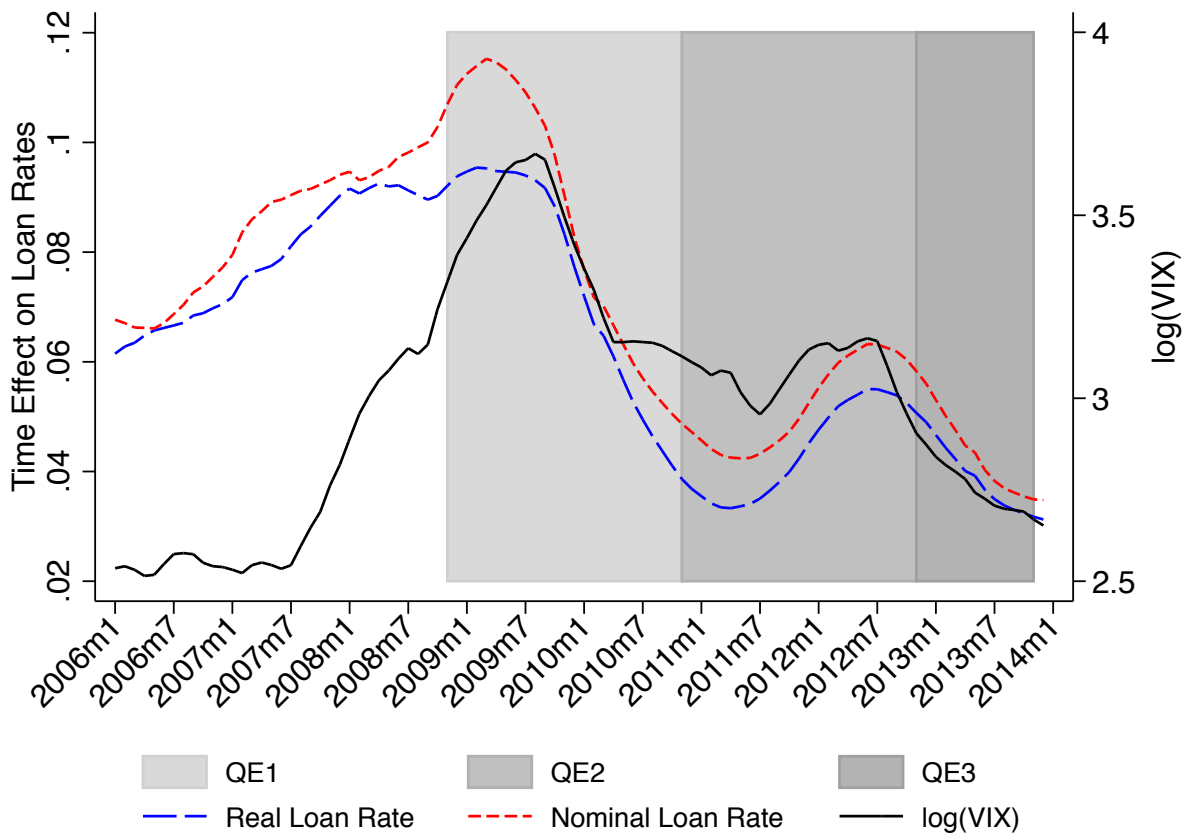 .12
.1
.08
.06
.04
.02
Time Effect on Loan Rates
4
3.5
3
2.5
log(VIX)
2006m1
2006m7
2007m1
2007m7
2008m1
2008m7
2009m1
2009m7
2010m1
2010m7
2011m1
2011m7
2012m1
2012m7
2013m1
2013m7
2014m1
QE1 QE2 QE3
Real Loan Rate Nominal Loan Rate log(VIX)